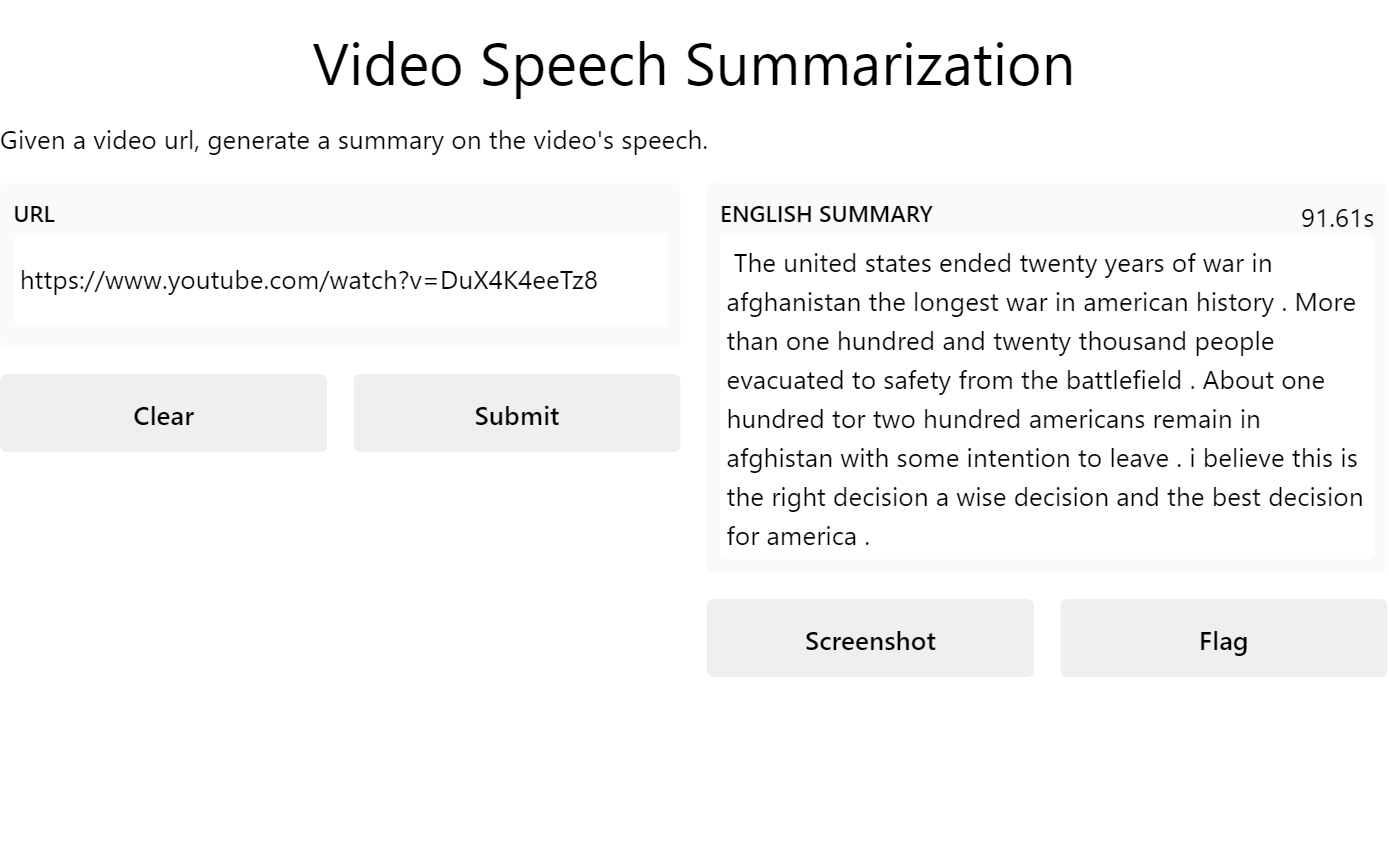 Video Speech Summarization
Given a video url, generate a summary on the video's speech.
URL
https://www.youtube.com/watch?v=DuX4K4eeTz8
Clear
Submit
ENGLISH SUMMARY
91.61s
The united states ended twenty years of war in
afghanistan the longest war in american history . More
than one hundred and twenty thousand people
evacuated to safety from the battlefield . About one
hundred tor two hundred americans remain in
afghistan with some intention to leave . i believe this is
the right decision a wise decision and the best decision
for america .
Screenshot
Flag